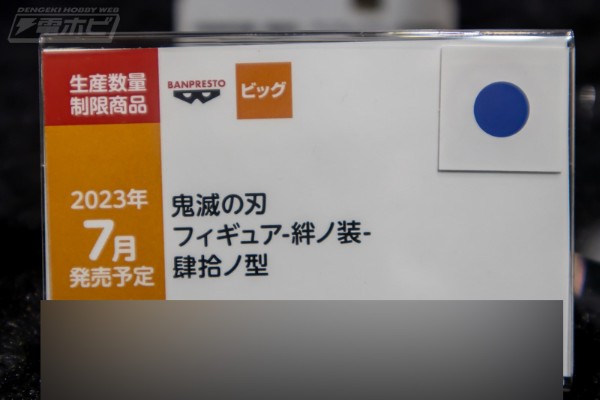 DENGEKI HOBBY WEB
電ホビ
生産数量
制限商品
BANPRESTO
ビッグ
2023年
7月
発売予定
鬼滅の刃
フィギュア-絆ノ装-
肆拾ノ型